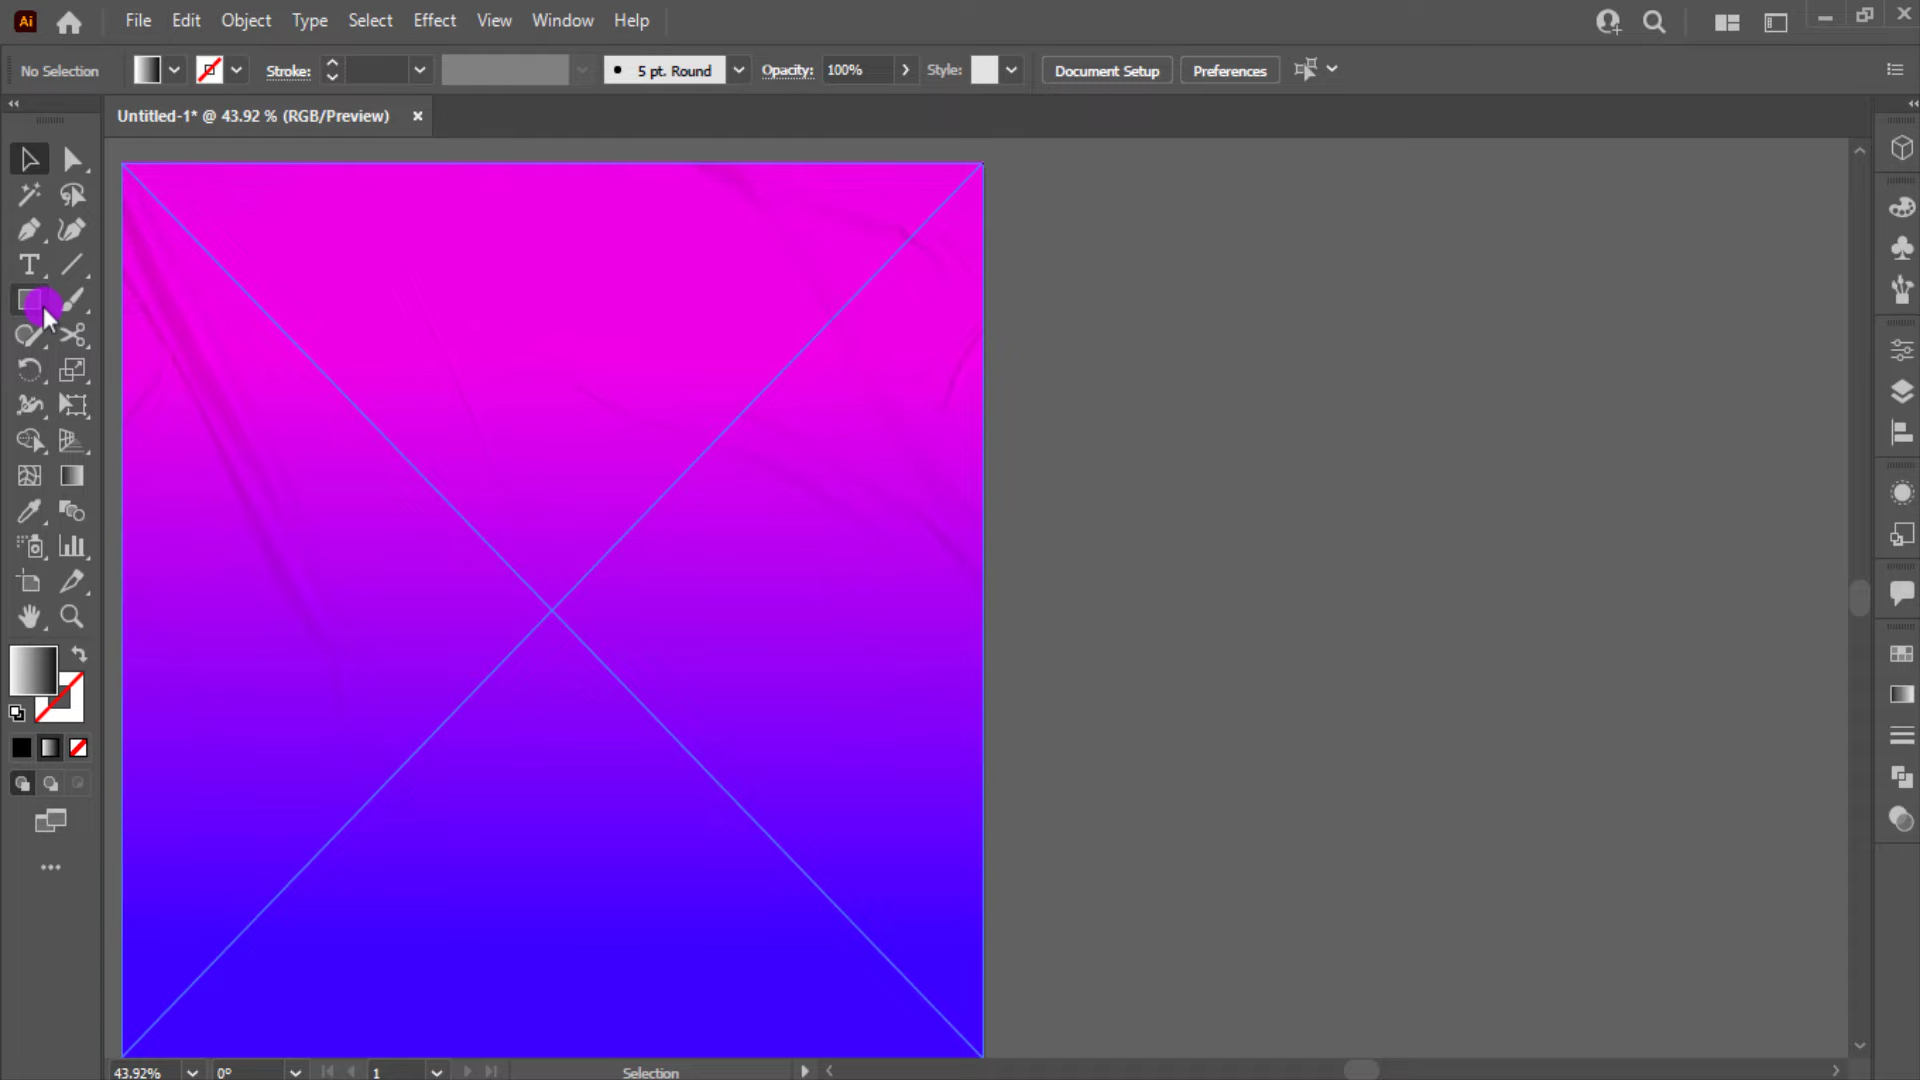 Ai File Edit Object Type Select Effect View Window Help
No Selection Stroke: 5 pt. Round Opacity: 100% Style: Document Setup Preferences
Untitled-1* @ 43.92 % (RGB/Preview) ×
T
43.92% 0° 1 Selection